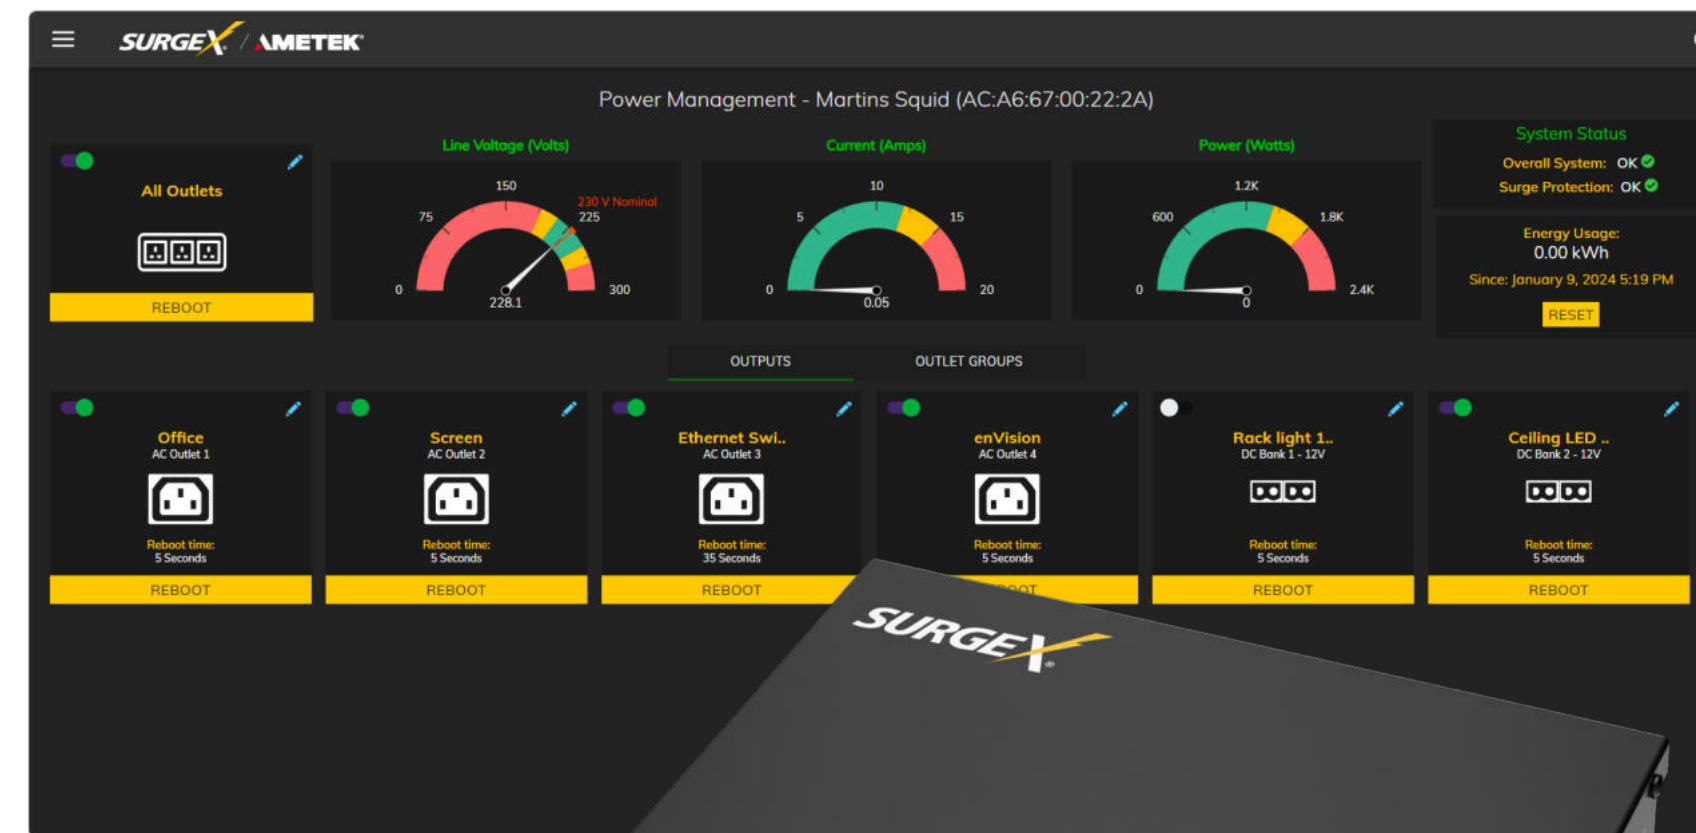 SURGEX / AMETEK®
Power Management - Martins Squid (AC:A6:67:00:22:2A)
All Outlets
REBOOT
Line Voltage (Volts)
0
75
150
230 V Nominal
225
300
228.1
Current (Amps)
0
5
10
15
20
0.05
Power (Watts)
0
600
1.2K
1.8K
2.4K
0
System Status
Overall System: OK
Surge Protection: OK
Energy Usage:
0.00 kWh
Since: January 9, 2024 5:19 PM
RESET
OUTPUTS
OUTLET GROUPS
Office
AC Outlet 1
Reboot time:
5 Seconds
REBOOT
Screen
AC Outlet 2
Reboot time:
5 Seconds
REBOOT
Ethernet Swi..
AC Outlet 3
Reboot time:
35 Seconds
REBOOT
enVision
AC Outlet 4
Reboot time:
5 Seconds
Rack light 1..
DC Bank 1 - 12V
Reboot time:
5 Seconds
REBOOT
Ceiling LED ..
DC Bank 2 - 12V
Reboot time:
5 Seconds
REBOOT
SURGEX®